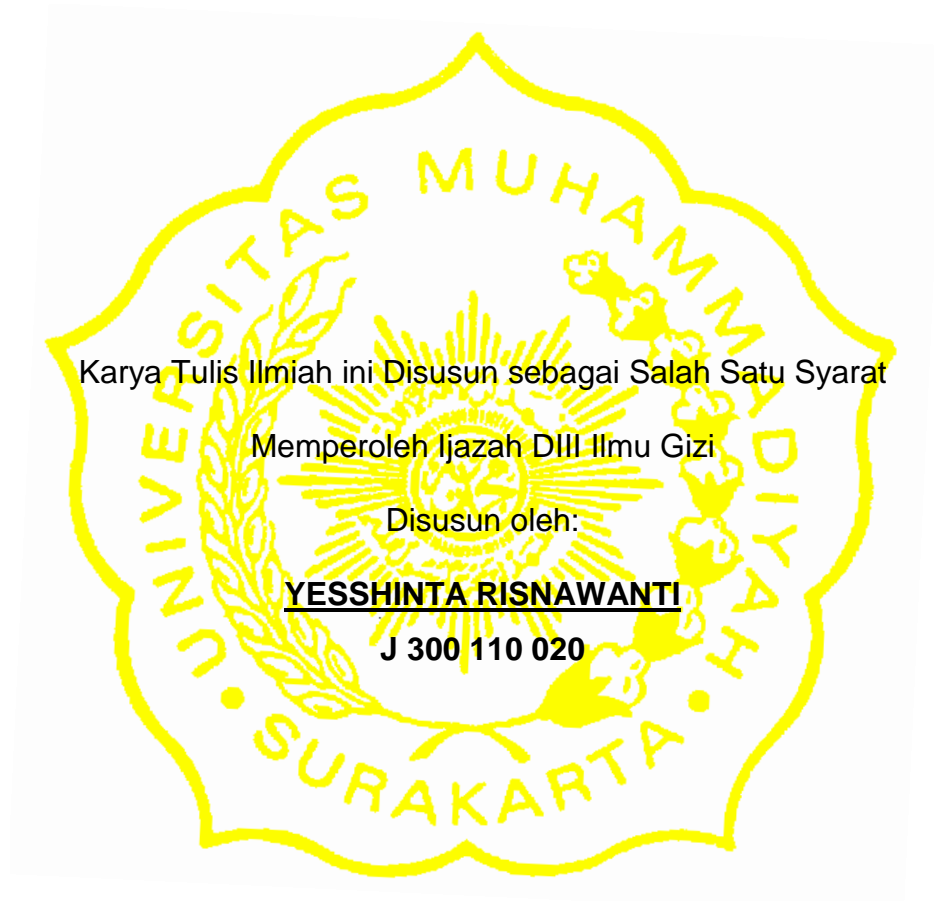 UNIVERSITAS MUHAMMADIYAH
SURAKARTA
Karya Tulis Ilmiah ini Disusun sebagai Salah Satu Syarat
Memperoleh Ijazah DIII Ilmu Gizi
Disusun oleh:
YESSHINTA RISNAWANTI
J 300 110 020